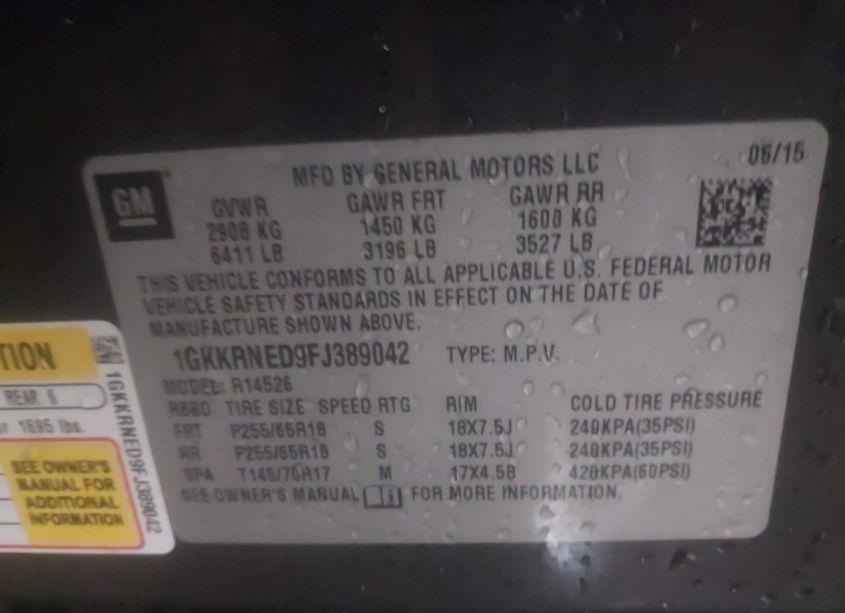 MFD BY GENERAL MOTORS LLC 06/15
GM
GVWR GAWR FRT GAWR RR
2908 KG 1450 KG 1600 KG
6411 LB 3196 LB 3527 LB
THIS VEHICLE CONFORMS TO ALL APPLICABLE U.S. FEDERAL MOTOR
VEHICLE SAFETY STANDARDS IN EFFECT ON THE DATE OF
MANUFACTURE SHOWN ABOVE.
1GKKRNED9FJ389042 TYPE: M.P.V.
MODEL: R14526
TIRE SIZE SPEED RTG RIM COLD TIRE PRESSURE
FRT P255/65R18 S 18X7.5J 240KPA(35PSI)
RR P255/65R18 S 18X7.5J 240KPA(35PSI)
SPA T145/70R17 M 17X4.5B 420KPA(60PSI)
SEE OWNER'S MANUAL FOR MORE INFORMATION.
TION
REAR
1695 lbs.
SEE OWNER'S
MANUAL FOR
ADDITIONAL
INFORMATION
1GKKRNED9FJ389042